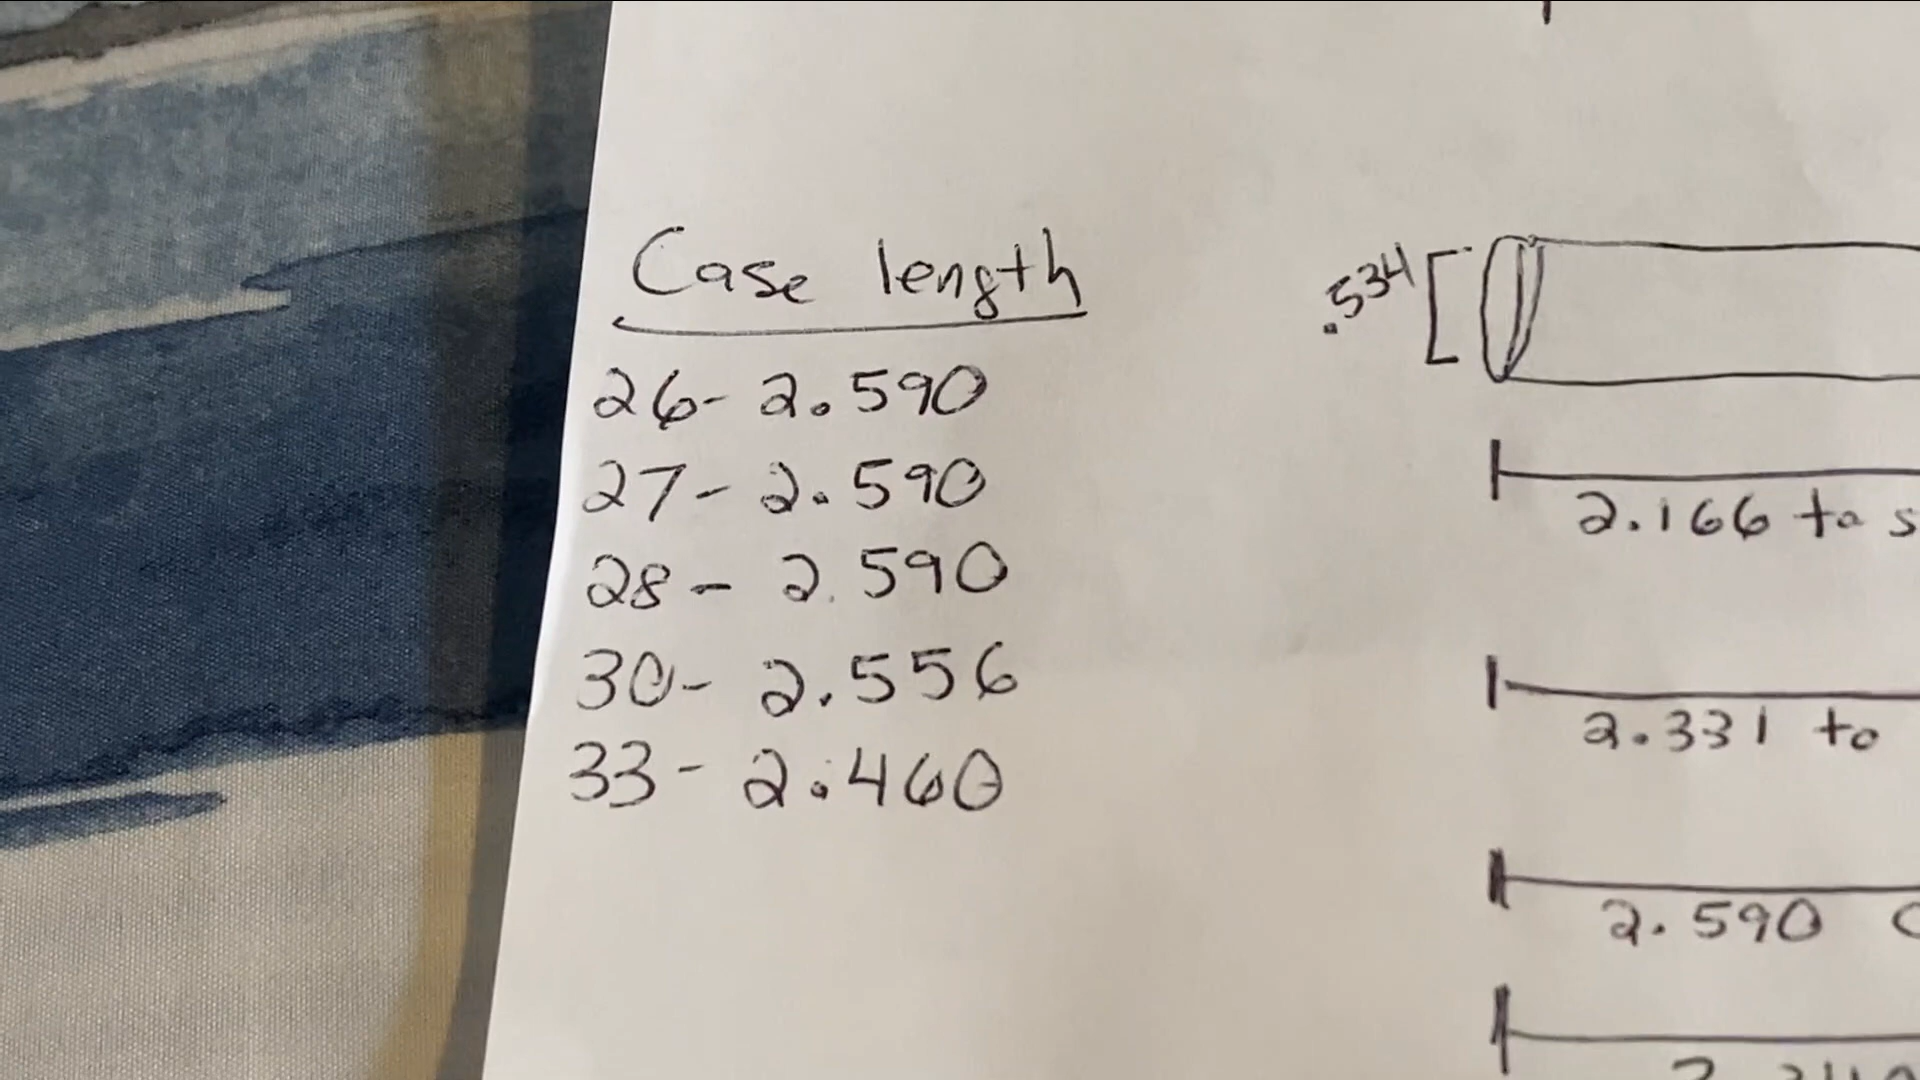 Case length
26- 2.590
27- 2.590
28- 2.590
30- 2.556
33- 2.460
.534
2.166 to s
2.331 to
2.590 C